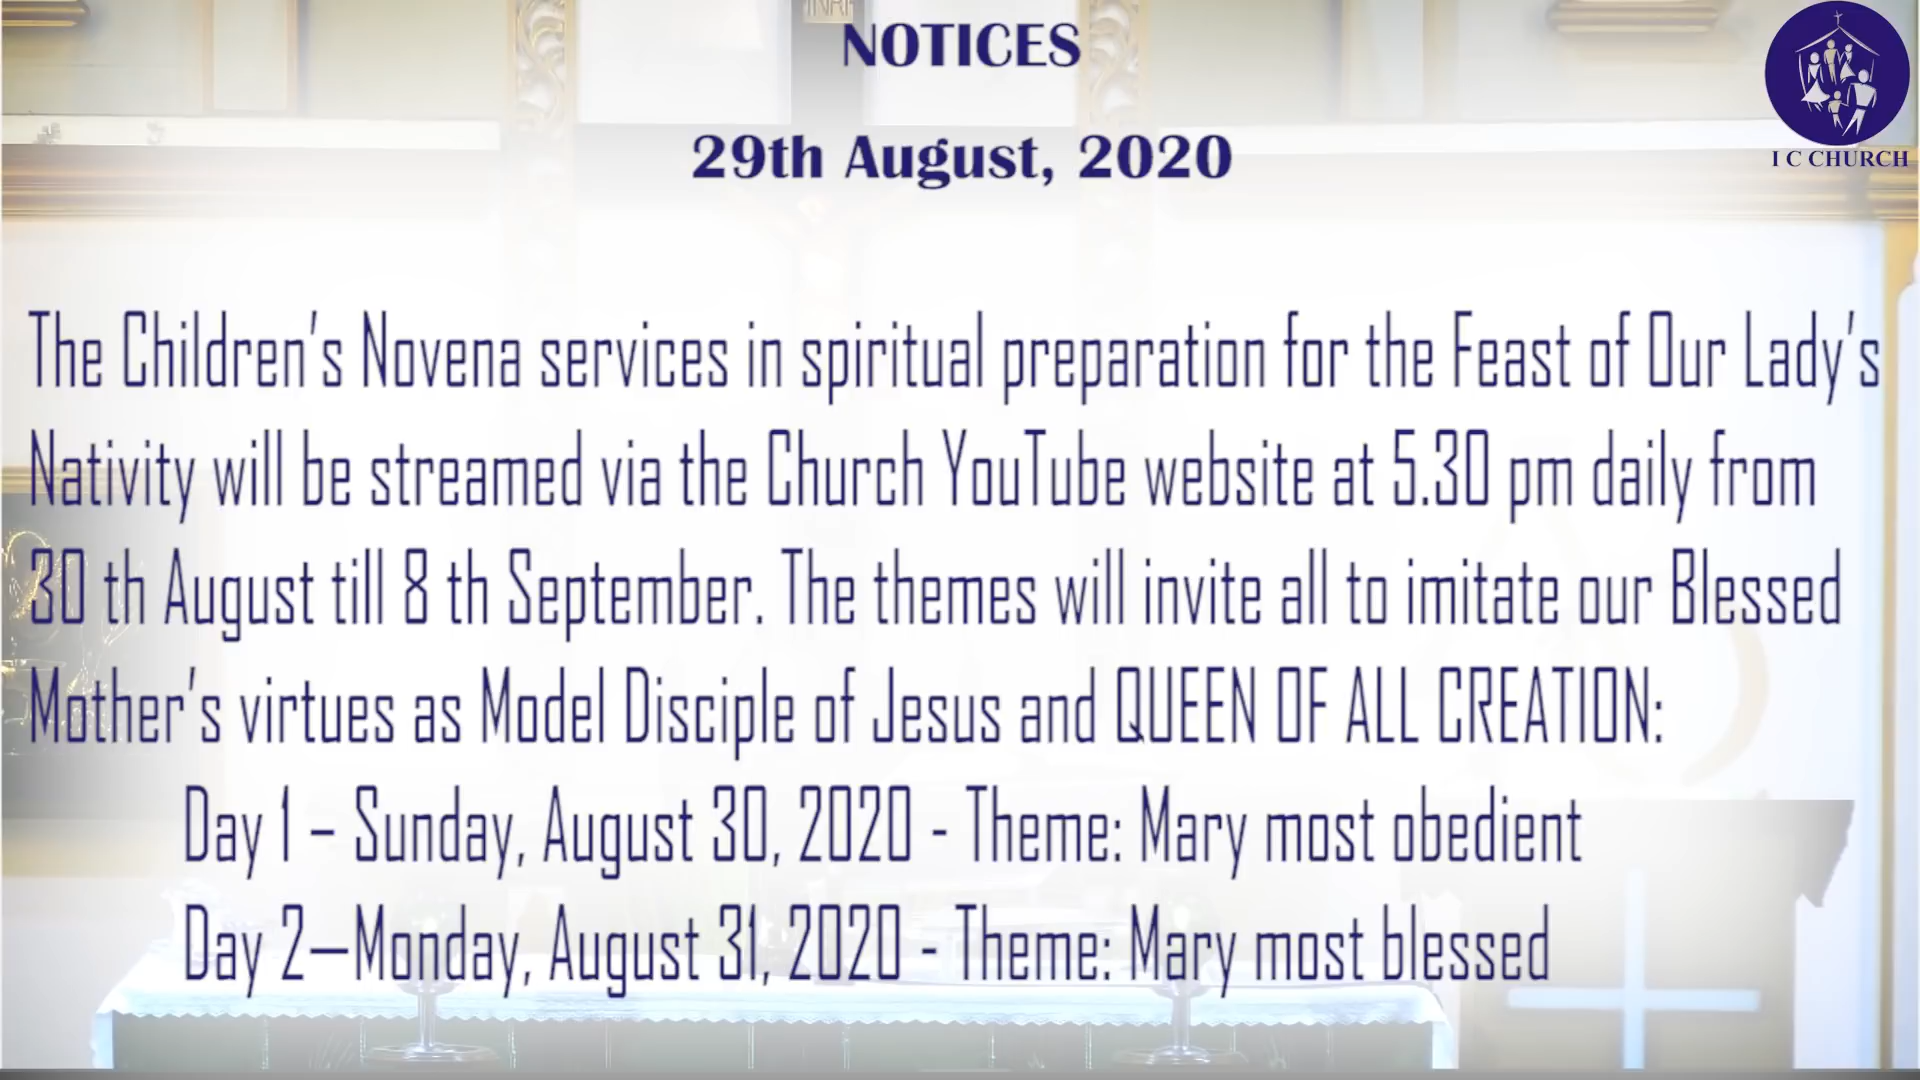 INRI
NOTICES
29th August, 2020
I C CHURCH
The Children's Novena services in spiritual preparation for the Feast of Our Lady's
Nativity will be streamed via the Church YouTube website at 5.30 pm daily from
30 th August till 8 th September. The themes will invite all to imitate our Blessed
Mother's virtues as Model Disciple of Jesus and QUEEN OF ALL CREATION:
Day 1 – Sunday, August 30, 2020 - Theme: Mary most obedient
Day 2—Monday, August 31, 2020 - Theme: Mary most blessed